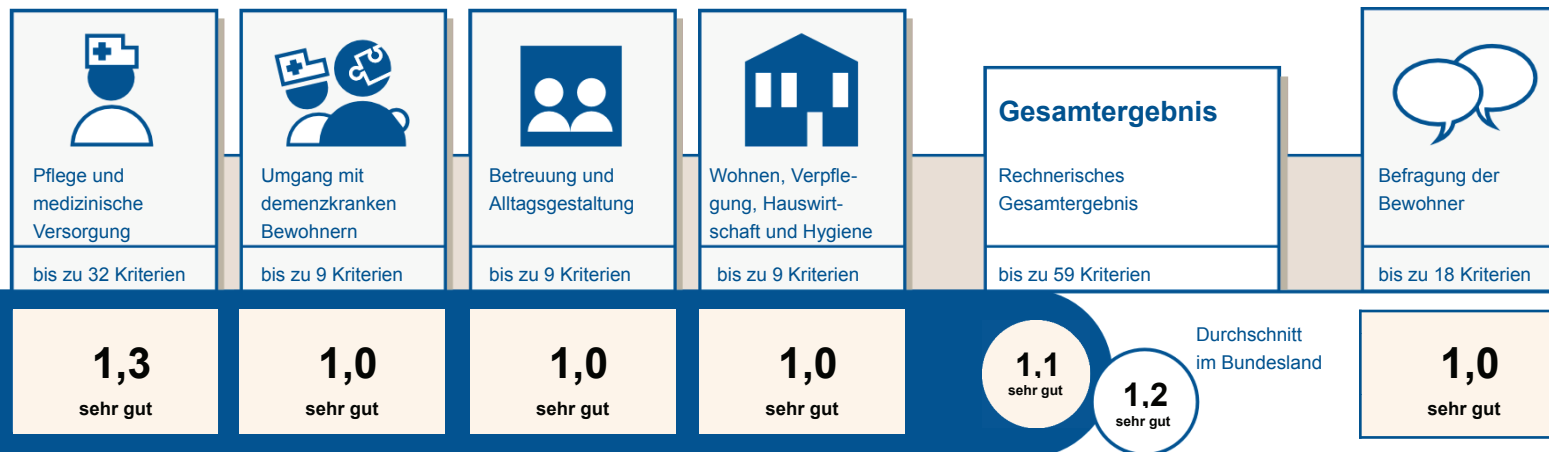 Pflege und
medizinische
Versorgung
bis zu 32 Kriterien
1,3
sehr gut
Umgang mit
demenzkranken
Bewohnern
bis zu 9 Kriterien
1,0
sehr gut
Betreuung und
Alltagsgestaltung
bis zu 9 Kriterien
1,0
sehr gut
Wohnen, Verpfle-
gung, Hauswirt-
schaft und Hygiene
bis zu 9 Kriterien
1,0
sehr gut
Gesamtergebnis
Rechnerisches
Gesamtergebnis
bis zu 59 Kriterien
1,1
sehr gut
Durchschnitt
im Bundesland
1,2
sehr gut
Befragung der
Bewohner
bis zu 18 Kriterien
1,0
sehr gut